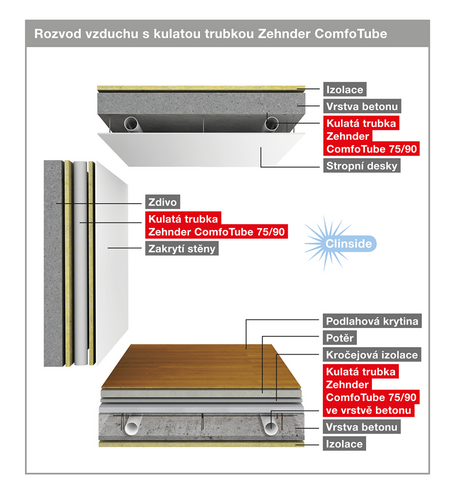 Rozvod vzduchu s kulatou trubkou Zehnder ComfoTube
Izolace
Vrstva betonu
Kulatá trubka
Zehnder
ComfoTube 75/90
Stropní desky
Zdivo
Kulatá trubka
Zehnder ComfoTube 75/90
Zakrytí stěny
Clinside
Podlahová krytina
Potěr
Kročejová izolace
Kulatá trubka
Zehnder
ComfoTube 75/90
ve vrstvě betonu
Vrstva betonu
Izolace